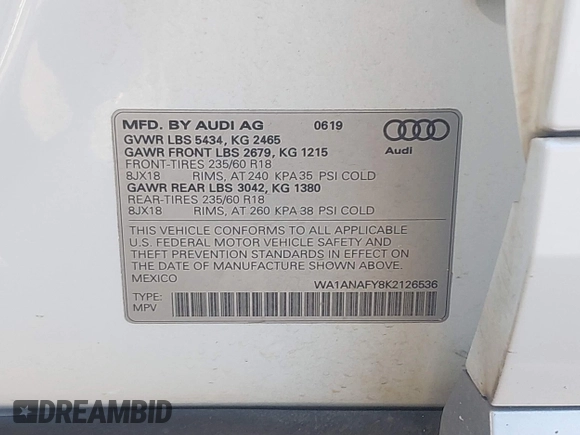 MFD. BY AUDI AG 0619
GVWR LBS 5434, KG 2465
GAWR FRONT LBS 2679, KG 1215
FRONT-TIRES 235/60 R18
8JX18 RIMS, AT 240 KPA 35 PSI COLD
GAWR REAR LBS 3042, KG 1380
REAR-TIRES 235/60 R18
8JX18 RIMS, AT 260 KPA 38 PSI COLD
Audi
THIS VEHICLE CONFORMS TO ALL APPLICABLE
U.S. FEDERAL MOTOR VEHICLE SAFETY AND
THEFT PREVENTION STANDARDS IN EFFECT
ON THE DATE OF MANUFACTURE SHOWN ABOVE.
MEXICO WA1ANAFY8K2126536
TYPE:
MPV
DREAMBID